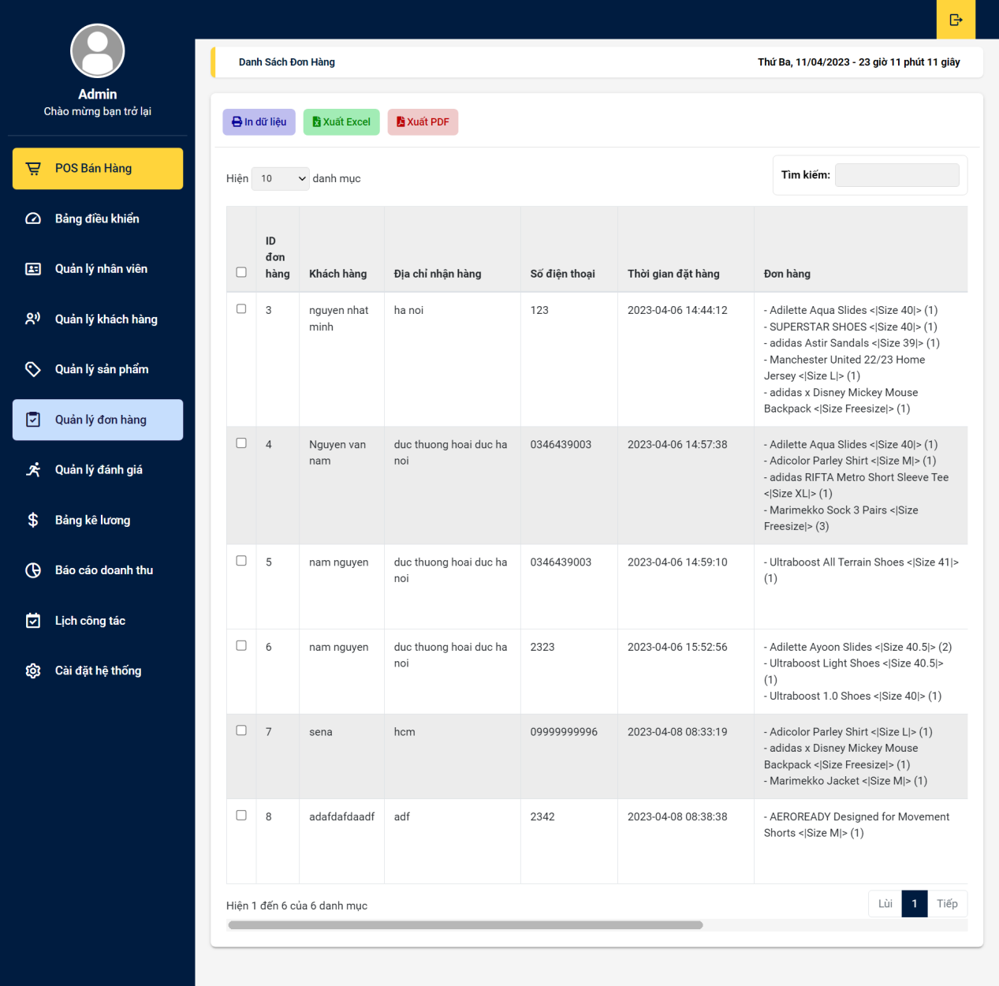 Admin
Chào mừng bạn trở lại
POS Bán Hàng
Bảng điều khiển
Quản lý nhân viên
Quản lý khách hàng
Quản lý sản phẩm
Quản lý đơn hàng
Quản lý đánh giá
Bảng kê lương
Báo cáo doanh thu
Lịch công tác
Cài đặt hệ thống
Danh Sách Đơn Hàng
Thứ Ba, 11/04/2023 - 23 giờ 11 phút 11 giây
In dữ liệu
Xuất Excel
Xuất PDF
Hiện 10 danh mục
Tìm kiếm:
ID
đơn
hàng
Khách hàng
Địa chỉ nhận hàng
Số điện thoại
Thời gian đặt hàng
Đơn hàng
3
nguyen nhat
minh
ha noi
123
2023-04-06 14:44:12
- Adilette Aqua Slides <|Size 40|> (1)
- SUPERSTAR SHOES <|Size 40|> (1)
- adidas Astir Sandals <|Size 39|> (1)
- Manchester United 22/23 Home
Jersey <|Size L|> (1)
- adidas x Disney Mickey Mouse
Backpack <|Size Freesize|> (1)
4
Nguyen van
nam
duc thuong hoai duc ha
noi
0346439003
2023-04-06 14:57:38
- Adilette Aqua Slides <|Size 40|> (1)
- Adicolor Parley Shirt <|Size M|> (1)
- adidas RIFTA Metro Short Sleeve Tee
<|Size XL|> (1)
- Marimekko Sock 3 Pairs <|Size
Freesize|> (3)
5
nam nguyen
duc thuong hoai duc ha
noi
0346439003
2023-04-06 14:59:10
- Ultraboost All Terrain Shoes <|Size 41|>
(1)
6
nam nguyen
duc thuong hoai duc ha
noi
2323
2023-04-06 15:52:56
- Adilette Ayoon Slides <|Size 40.5|> (2)
- Ultraboost Light Shoes <|Size 40.5|>
(1)
- Ultraboost 1.0 Shoes <|Size 40|> (1)
7
sena
hcm
09999999996
2023-04-08 08:33:19
- Adicolor Parley Shirt <|Size L|> (1)
- adidas x Disney Mickey Mouse
Backpack <|Size Freesize|> (1)
- Marimekko Jacket <|Size M|> (1)
8
adafdafdaadf
adf
2342
2023-04-08 08:38:38
- AEROREADY Designed for Movement
Shorts <|Size M|> (1)
Hiện 1 đến 6 của 6 danh mục
Lùi 1 Tiếp